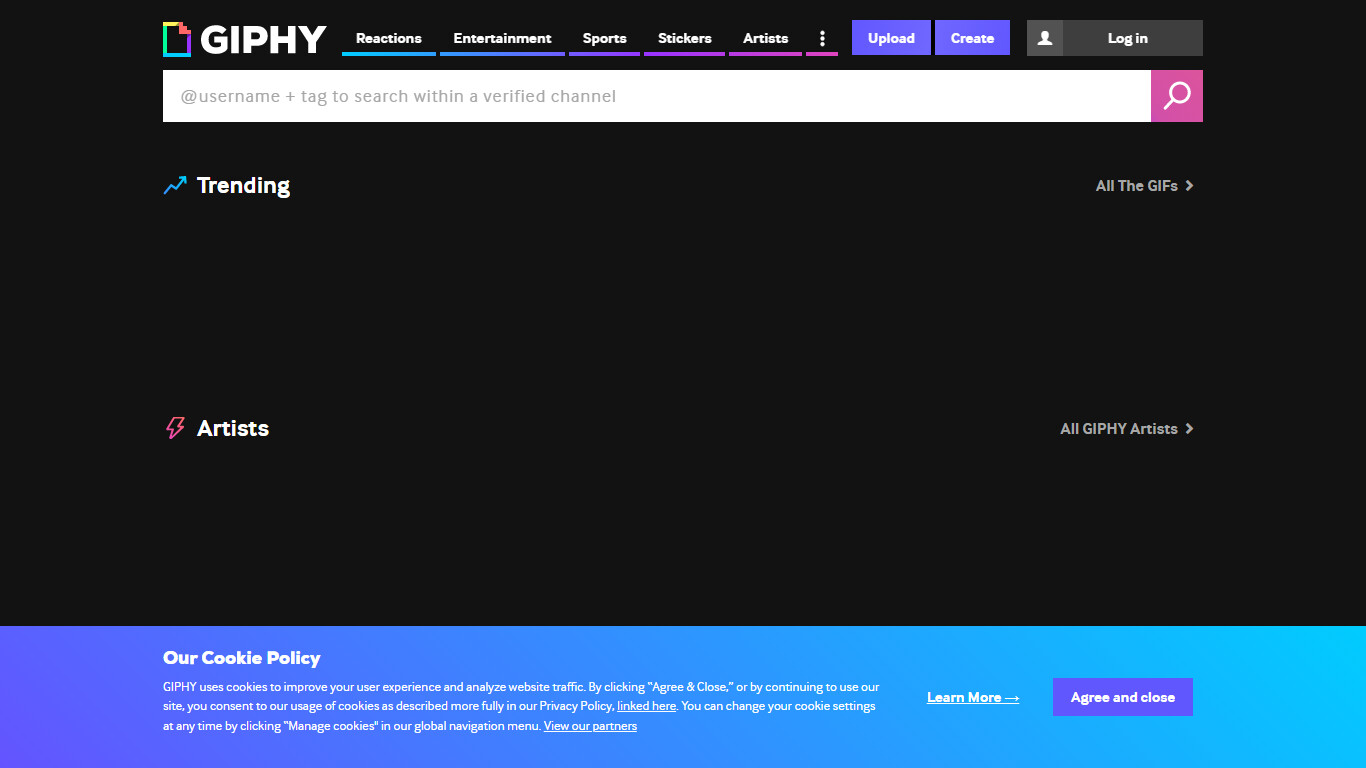 GIPHY
Reactions Entertainment Sports Stickers Artists Upload Create Log in
@username + tag to search within a verified channel
Trending All The GIFs
Artists All GIPHY Artists
Our Cookie Policy
GIPHY uses cookies to improve your user experience and analyze website traffic. By clicking "Agree & Close," or by continuing to use our
site, you consent to our usage of cookies as described more fully in our Privacy Policy, linked here. You can change your cookie settings
at any time by clicking "Manage cookies" in our global navigation menu. View our partners
Learn More →
Agree and close